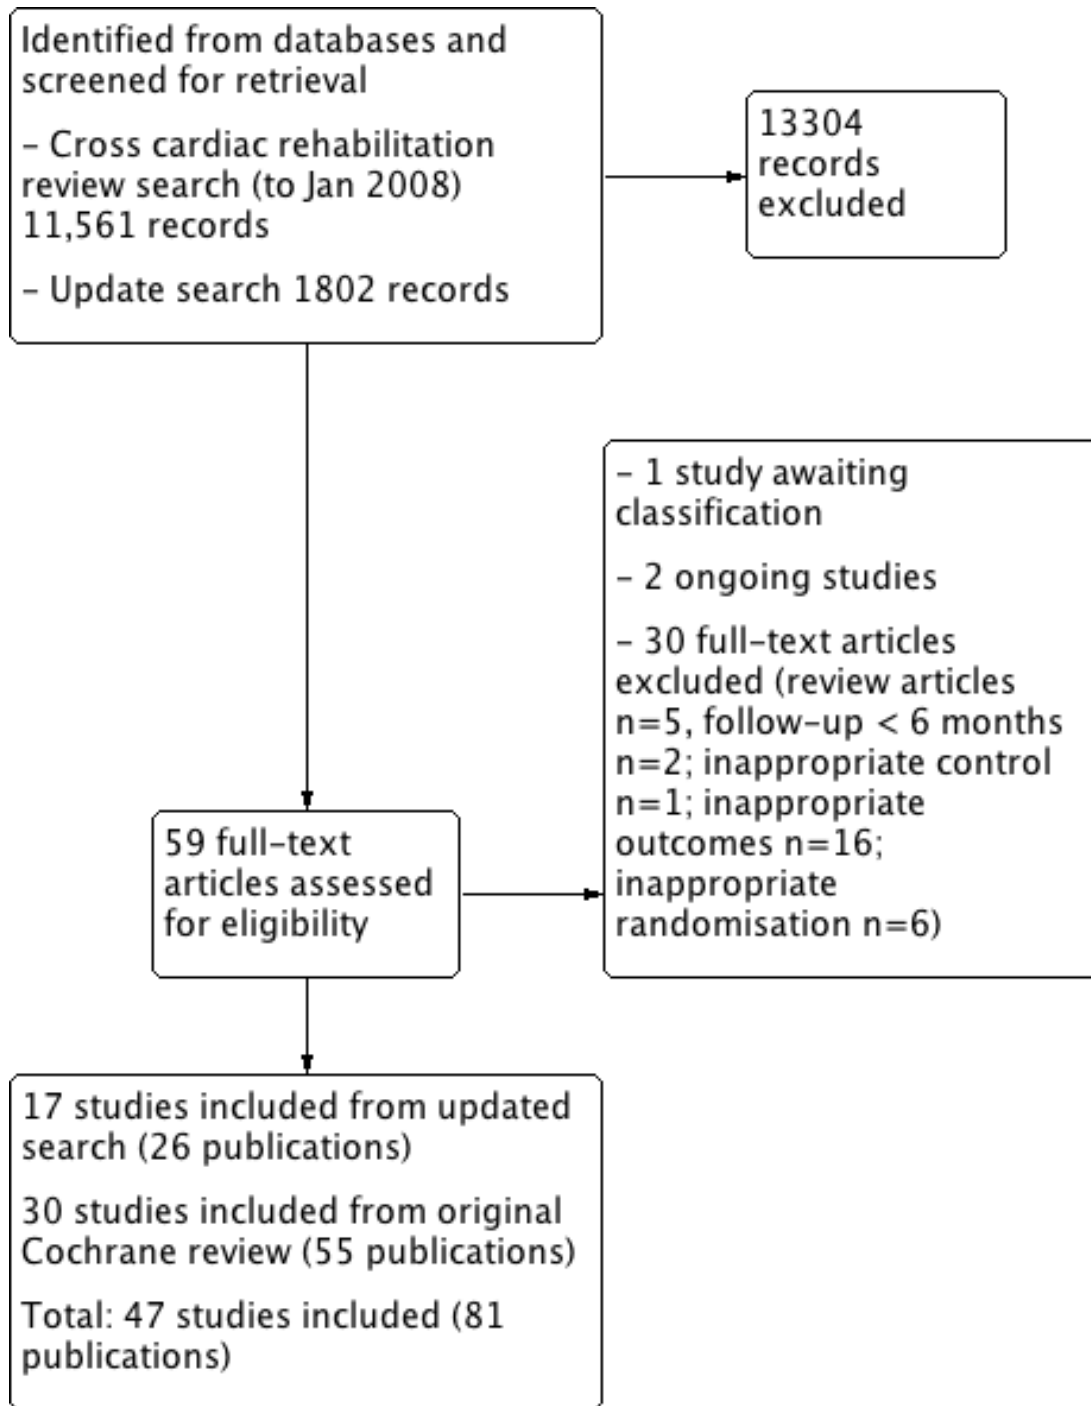 Identified from databases and
screened for retrieval
– Cross cardiac rehabilitation
review search (to Jan 2008)
11,561 records
– Update search 1802 records
13304
records
excluded
– 1 study awaiting
classification
– 2 ongoing studies
– 30 full-text articles
excluded (review articles
n=5, follow-up < 6 months
n=2; inappropriate control
n=1; inappropriate
outcomes n=16;
inappropriate
randomisation n=6)
59 full-text
articles assessed
for eligibility
17 studies included from updated
search (26 publications)
30 studies included from original
Cochrane review (55 publications)
Total: 47 studies included (81
publications)